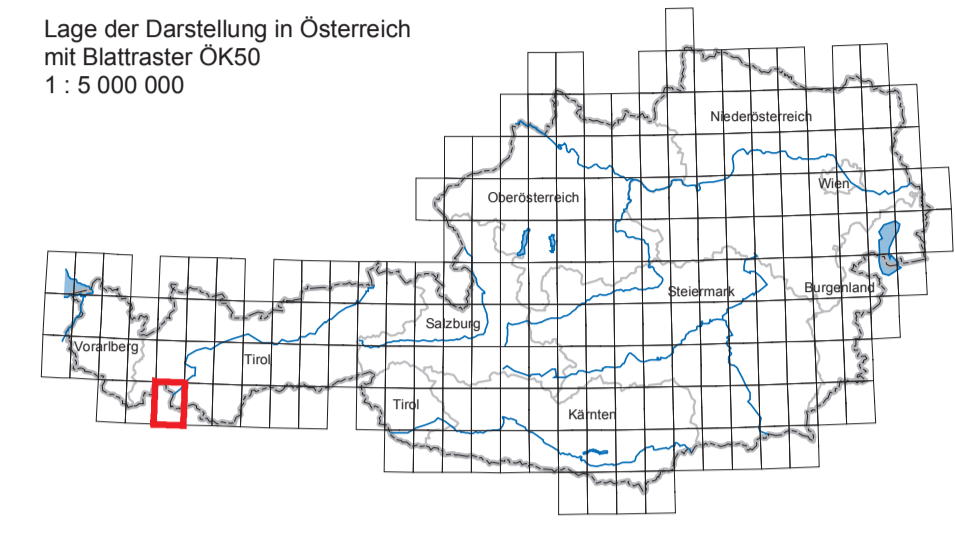 Lage der Darstellung in Österreich
mit Blattraster ÖK50
1 : 5 000 000
Niederösterreich
Wien
Oberösterreich
Steiermark
Burgenland
Salzburg
Vorarlberg
Tirol
Tirol
Kärnten